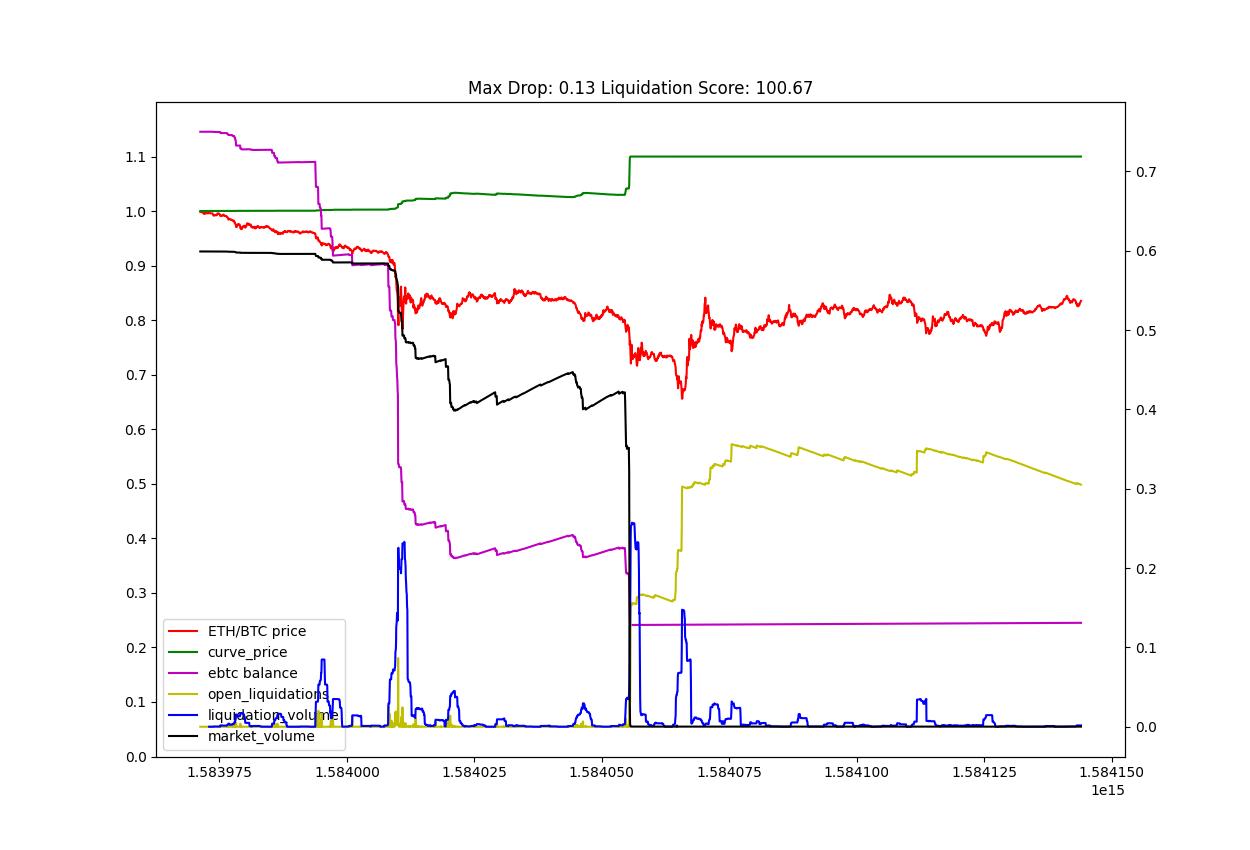 Max Drop: 0.13 Liquidation Score: 100.67
1.1
1.0
0.9
0.8
0.7
0.6
0.5
0.4
0.3
0.2
0.1
0.0
0.7
0.6
0.5
0.4
0.3
0.2
0.1
0.0
ETH/BTC price
curve_price
ebtc balance
open_liquidations
liquidation_volume
market_volume
1.583975 1.584000 1.584025 1.584050 1.584075 1.584100 1.584125 1.584150
1e15